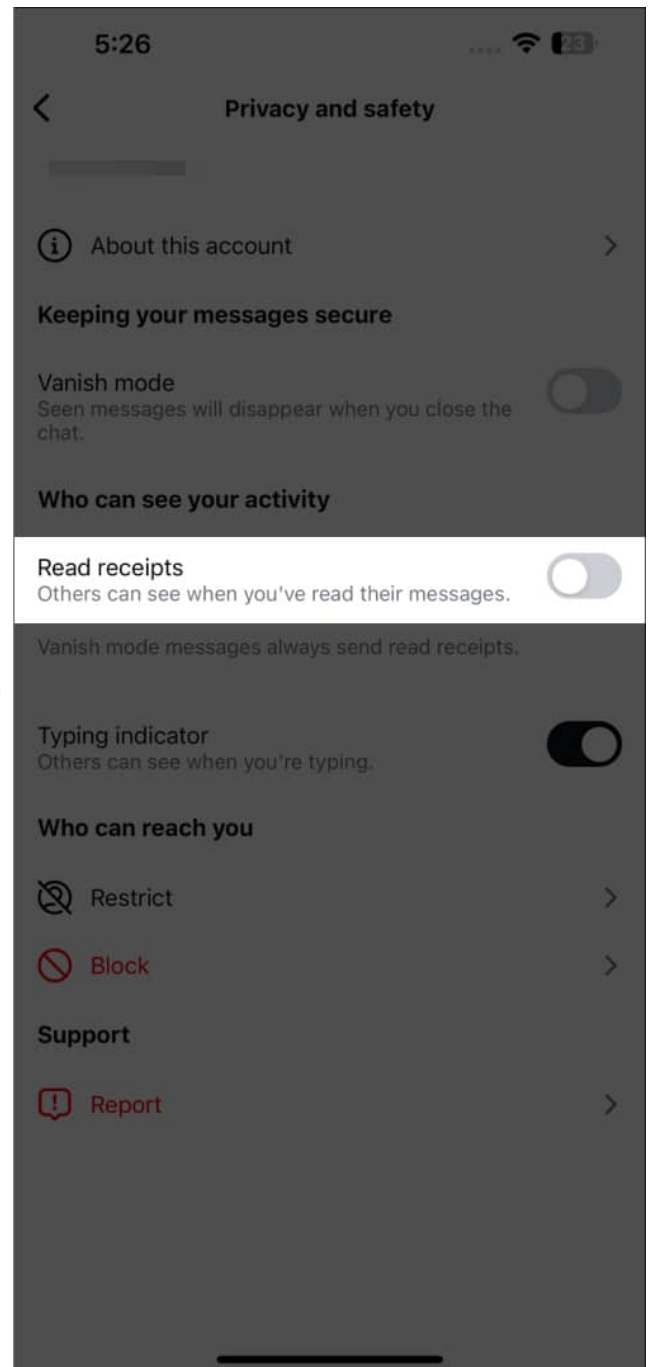 5:26
23
Privacy and safety
About this account
Keeping your messages secure
Vanish mode
Seen messages will disappear when you close the
chat.
Who can see your activity
Read receipts
Others can see when you've read their messages.
Vanish mode messages always send read receipts.
Typing indicator
Others can see when you're typing.
Who can reach you
Restrict
Block
Support
Report